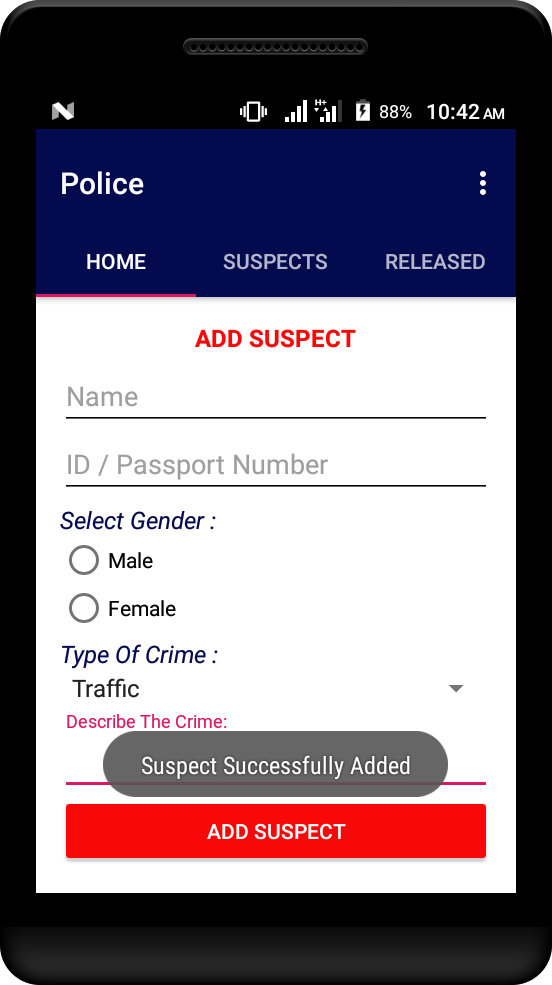 H+ 88% 10:42 AM
Police
HOME SUSPECTS RELEASED
ADD SUSPECT
Name
ID / Passport Number
Select Gender :
Male
Female
Type Of Crime :
Traffic
Describe The Crime:
Suspect Successfully Added
ADD SUSPECT